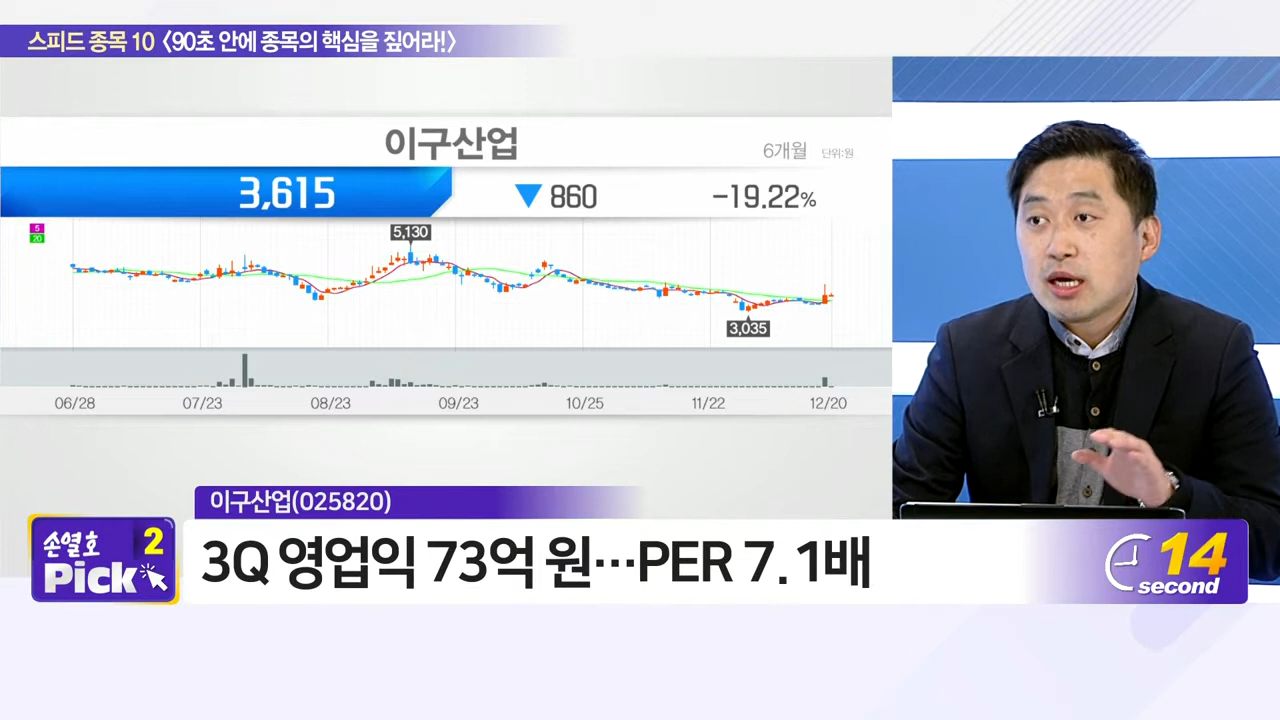 스피드 종목 10 〈90초 안에 종목의 핵심을 짚어라!〉
이구산업
6개월 단위:원
3,615 ▼ 860 -19.22%
5
20
5,130
3,035
06/28 07/23 08/23 09/23 10/25 11/22 12/20
이구산업(025820)
손열호 2
Pick
3Q 영업익 73억 원…PER 7.1배
14
second